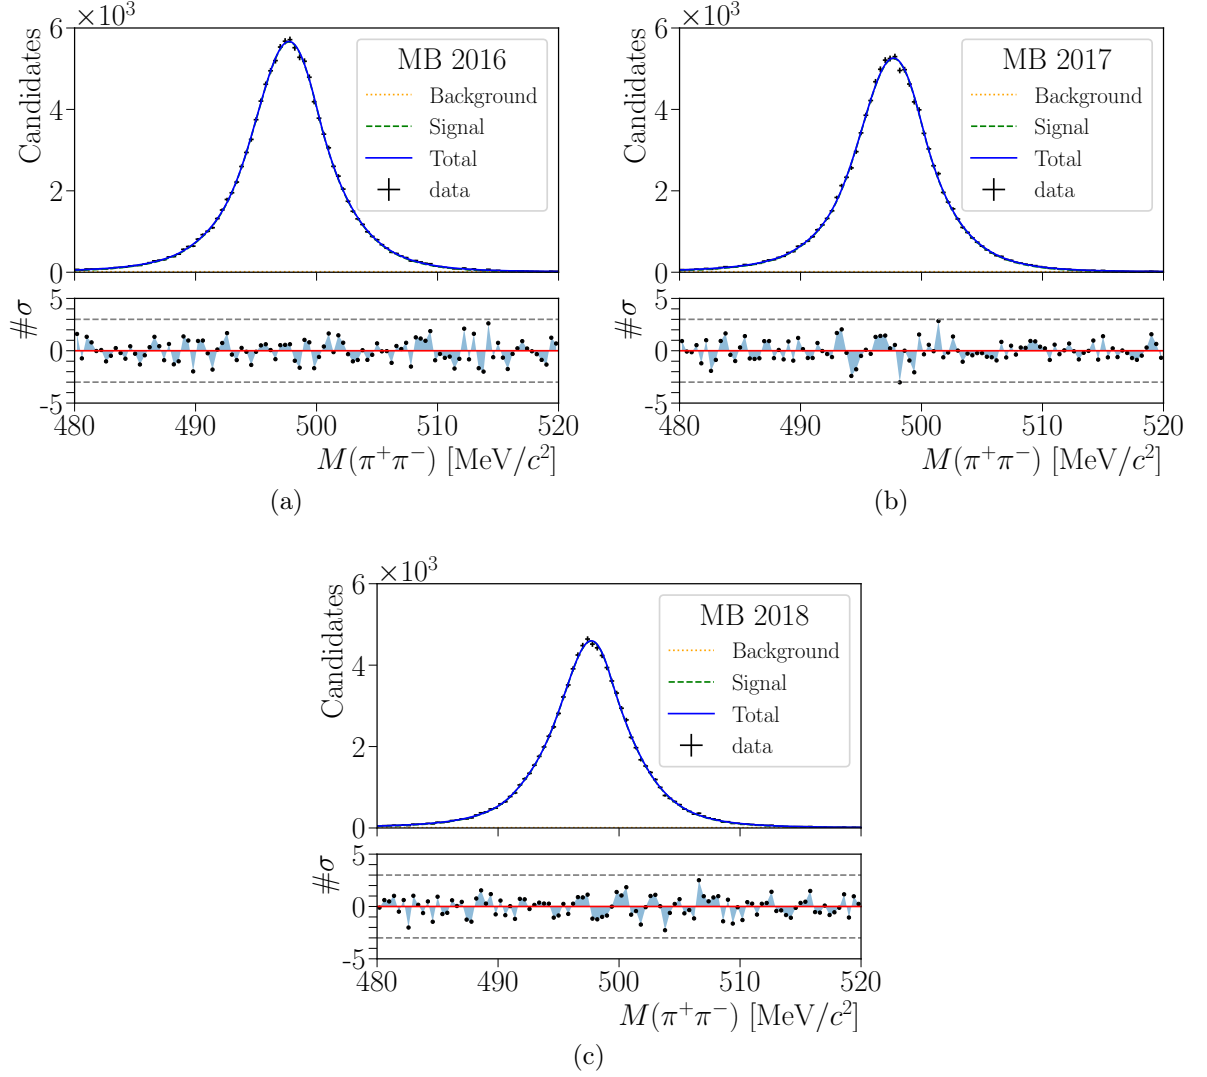 ×10³
Candidates
6
4
2
0
MB 2016
Background
Signal
Total
data
#σ
5
0
-5
480 490 500 510 520
M(π⁺π⁻) [MeV/c²]
(a)
×10³
6
4
2
0
MB 2017
Background
Signal
Total
data
5
0
-5
480 490 500 510 520
M(π⁺π⁻) [MeV/c²]
(b)
×10³
Candidates
6
4
2
0
MB 2018
Background
Signal
Total
data
#σ
5
0
-5
480 490 500 510 520
M(π⁺π⁻) [MeV/c²]
(c)